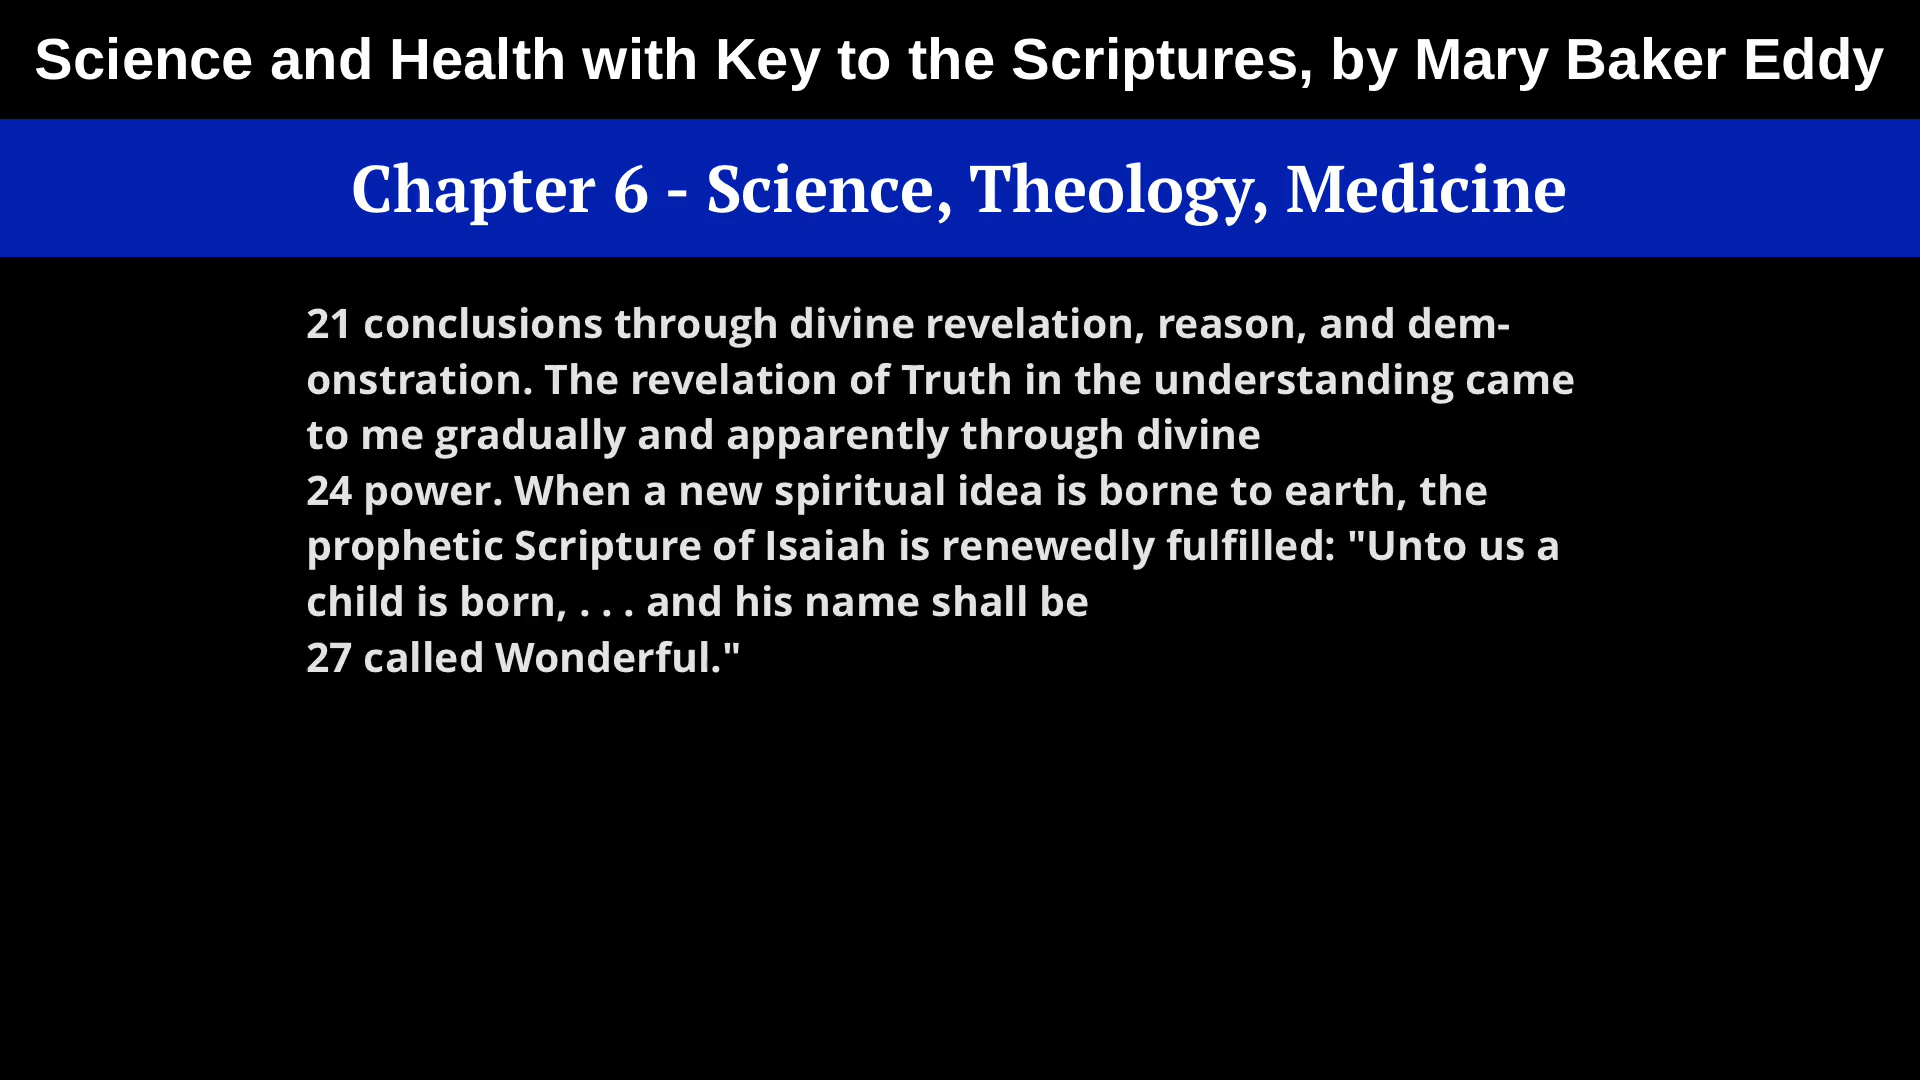 Science and Health with Key to the Scriptures, by Mary Baker Eddy
Chapter 6 - Science, Theology, Medicine
21 conclusions through divine revelation, reason, and dem-
onstration. The revelation of Truth in the understanding came
to me gradually and apparently through divine
24 power. When a new spiritual idea is borne to earth, the
prophetic Scripture of Isaiah is renewedly fulfilled: "Unto us a
child is born, . . . and his name shall be
27 called Wonderful."